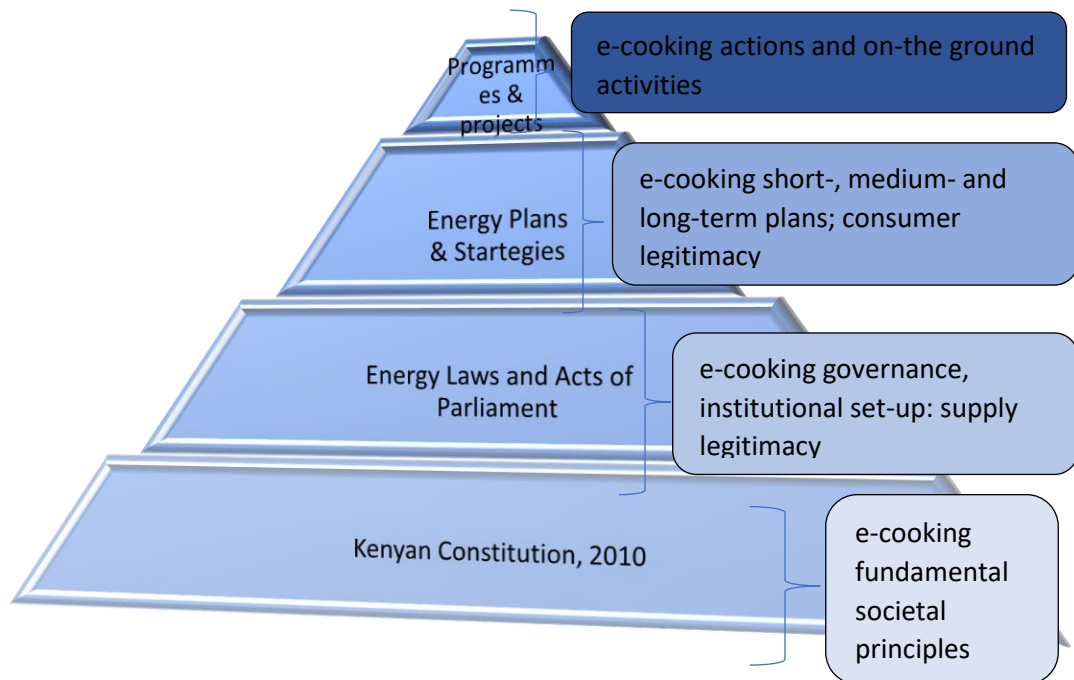 Programm
es &
projects
e-cooking actions and on-the ground
activities
Energy Plans
& Startegies
e-cooking short-, medium- and
long-term plans; consumer
legitimacy
Energy Laws and Acts of
Parliament
e-cooking governance,
institutional set-up: supply
legitimacy
Kenyan Constitution, 2010
e-cooking
fundamental
societal
principles